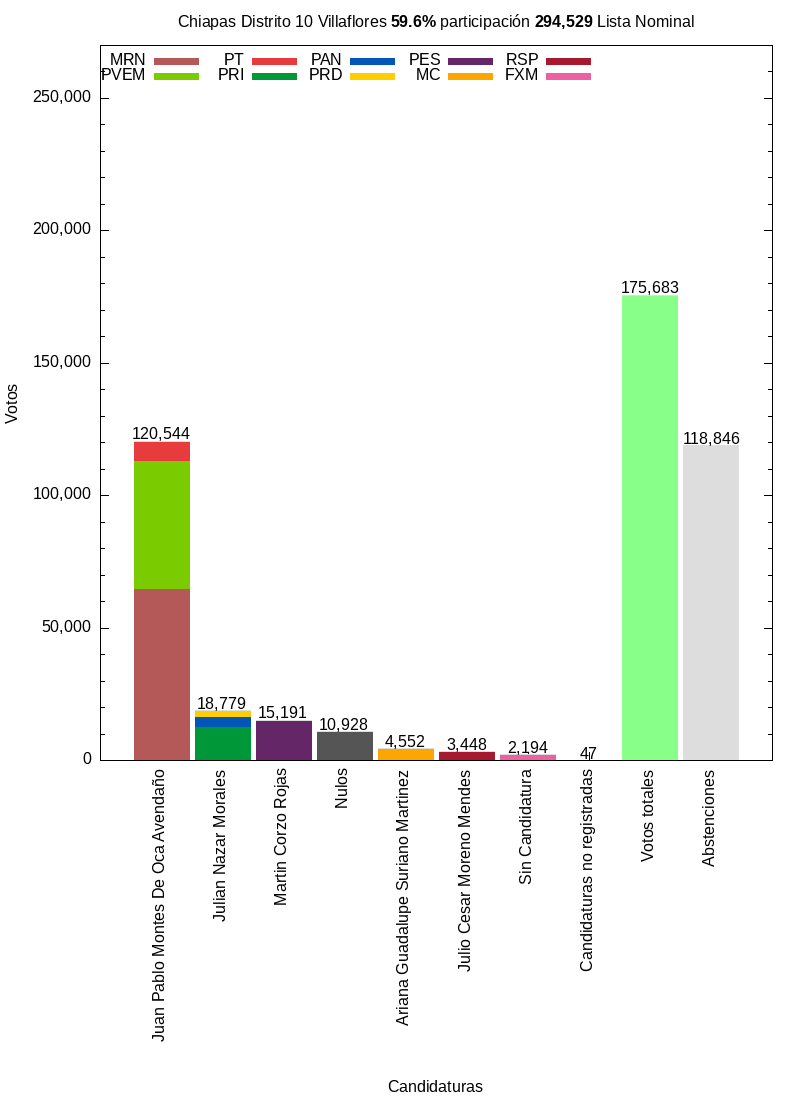 Chiapas Distrito 10 Villaflores 59.6% participación 294,529 Lista Nominal
MRN PT PAN PES RSP
PVEM PRI PRD MC FXM
250,000
200,000
150,000
100,000
50,000
0
Votos
120,544
18,779
15,191
10,928
4,552
3,448
2,194
47
175,683
118,846
Juan Pablo Montes De Oca Avendaño
Julian Nazar Morales
Martin Corzo Rojas
Nulos
Ariana Guadalupe Suriano Martinez
Julio Cesar Moreno Mendes
Sin Candidatura
Candidaturas no registradas
Votos totales
Abstenciones
Candidaturas